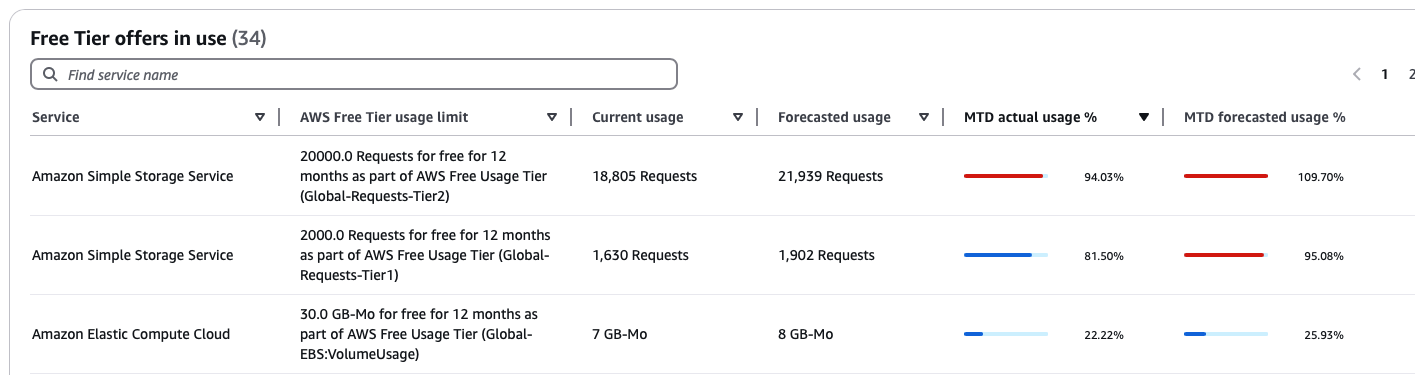 Free Tier offers in use (34)
Find service name
1 2
Service AWS Free Tier usage limit Current usage Forecasted usage MTD actual usage % MTD forecasted usage %
20000.0 Requests for free for 12
months as part of AWS Free Usage Tier
(Global-Requests-Tier2)
Amazon Simple Storage Service 18,805 Requests 21,939 Requests 94.03% 109.70%
2000.0 Requests for free for 12 months
as part of AWS Free Usage Tier (Global-
Requests-Tier1)
Amazon Simple Storage Service 1,630 Requests 1,902 Requests 81.50% 95.08%
30.0 GB-Mo for free for 12 months as
part of AWS Free Usage Tier (Global-
EBS:VolumeUsage)
Amazon Elastic Compute Cloud 7 GB-Mo 8 GB-Mo 22.22% 25.93%